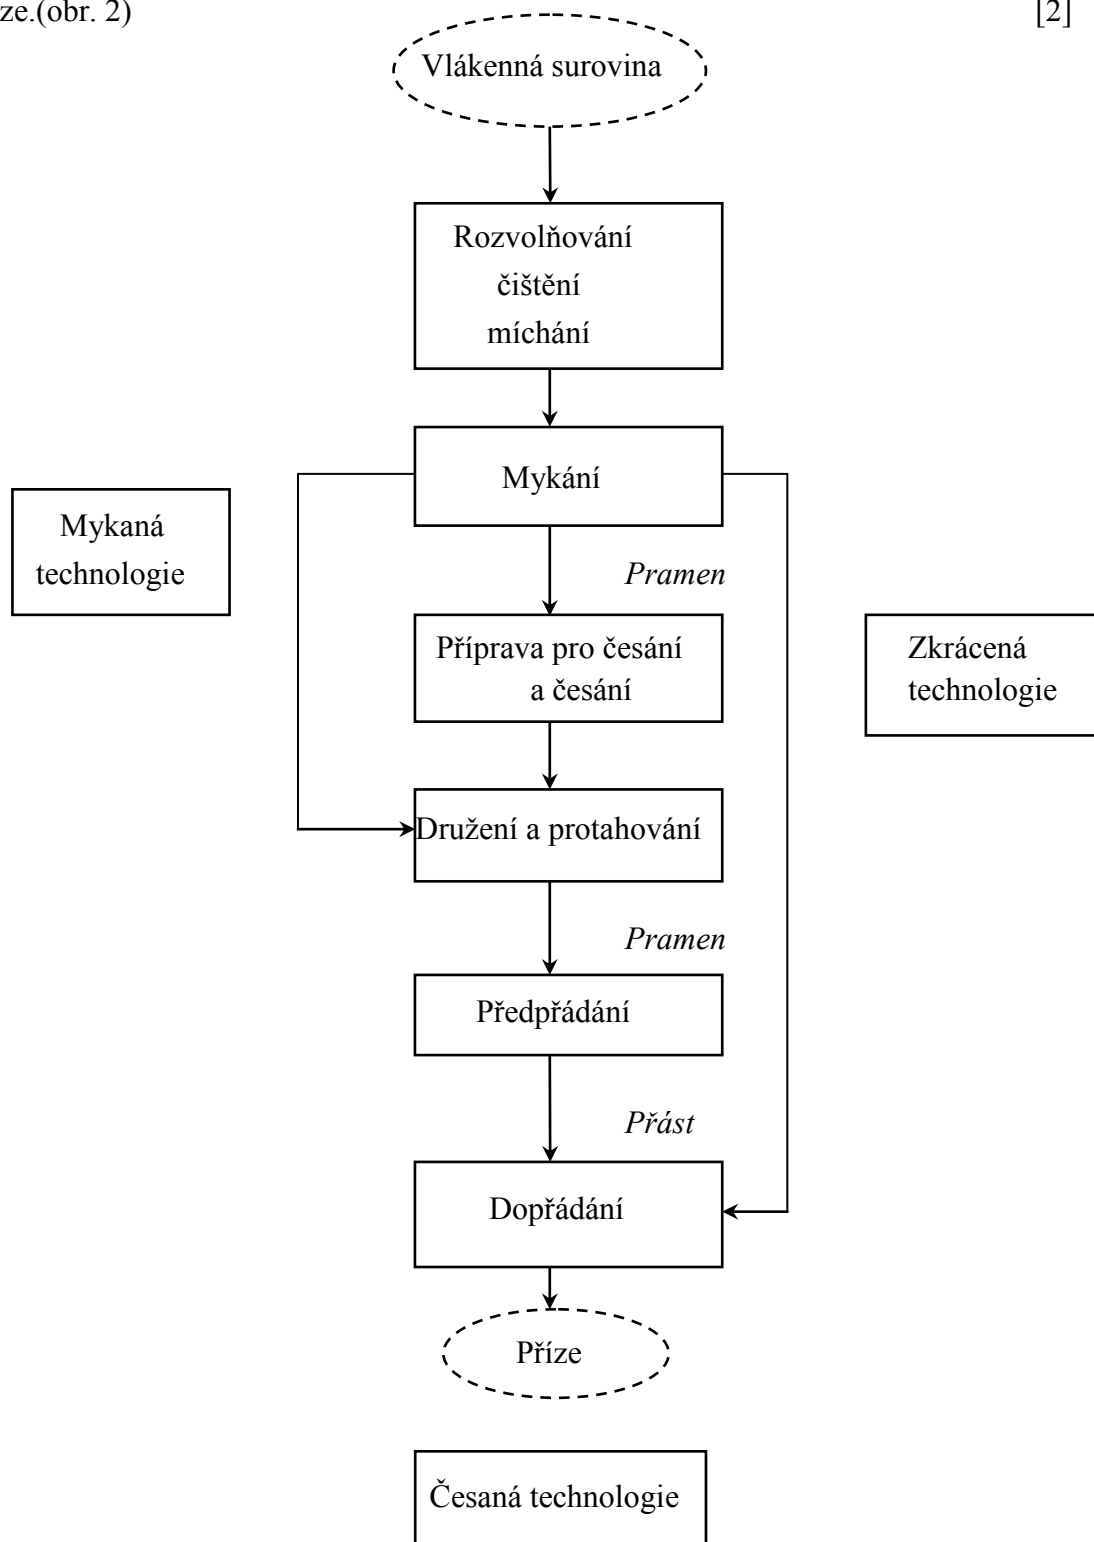 ze.(obr. 2) [2]
Vlákenná surovina
Rozvolňování
čištění
míchání
Mykání
Mykaná
technologie
Pramen
Příprava pro česání
a česání
Zkrácená
technologie
Družení a protahování
Pramen
Předpřádání
Přást
Dopřádání
Příze
Česaná technologie